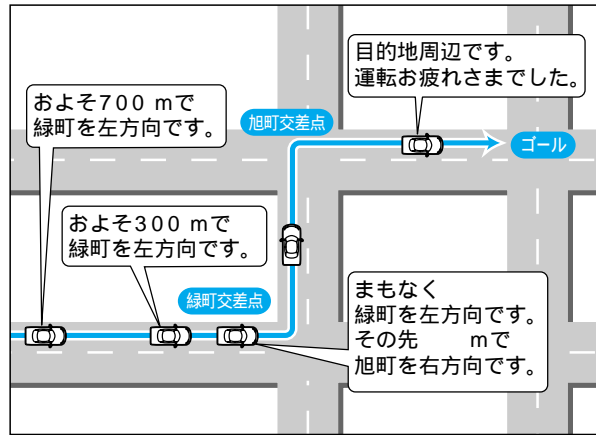 目的地周辺です。
運転お疲れさまでした。
およそ700 mで
緑町を左方向です。
旭町交差点
ゴール
およそ300 mで
緑町を左方向です。
緑町交差点
まもなく
緑町を左方向です。
その先　　mで
旭町を右方向です。